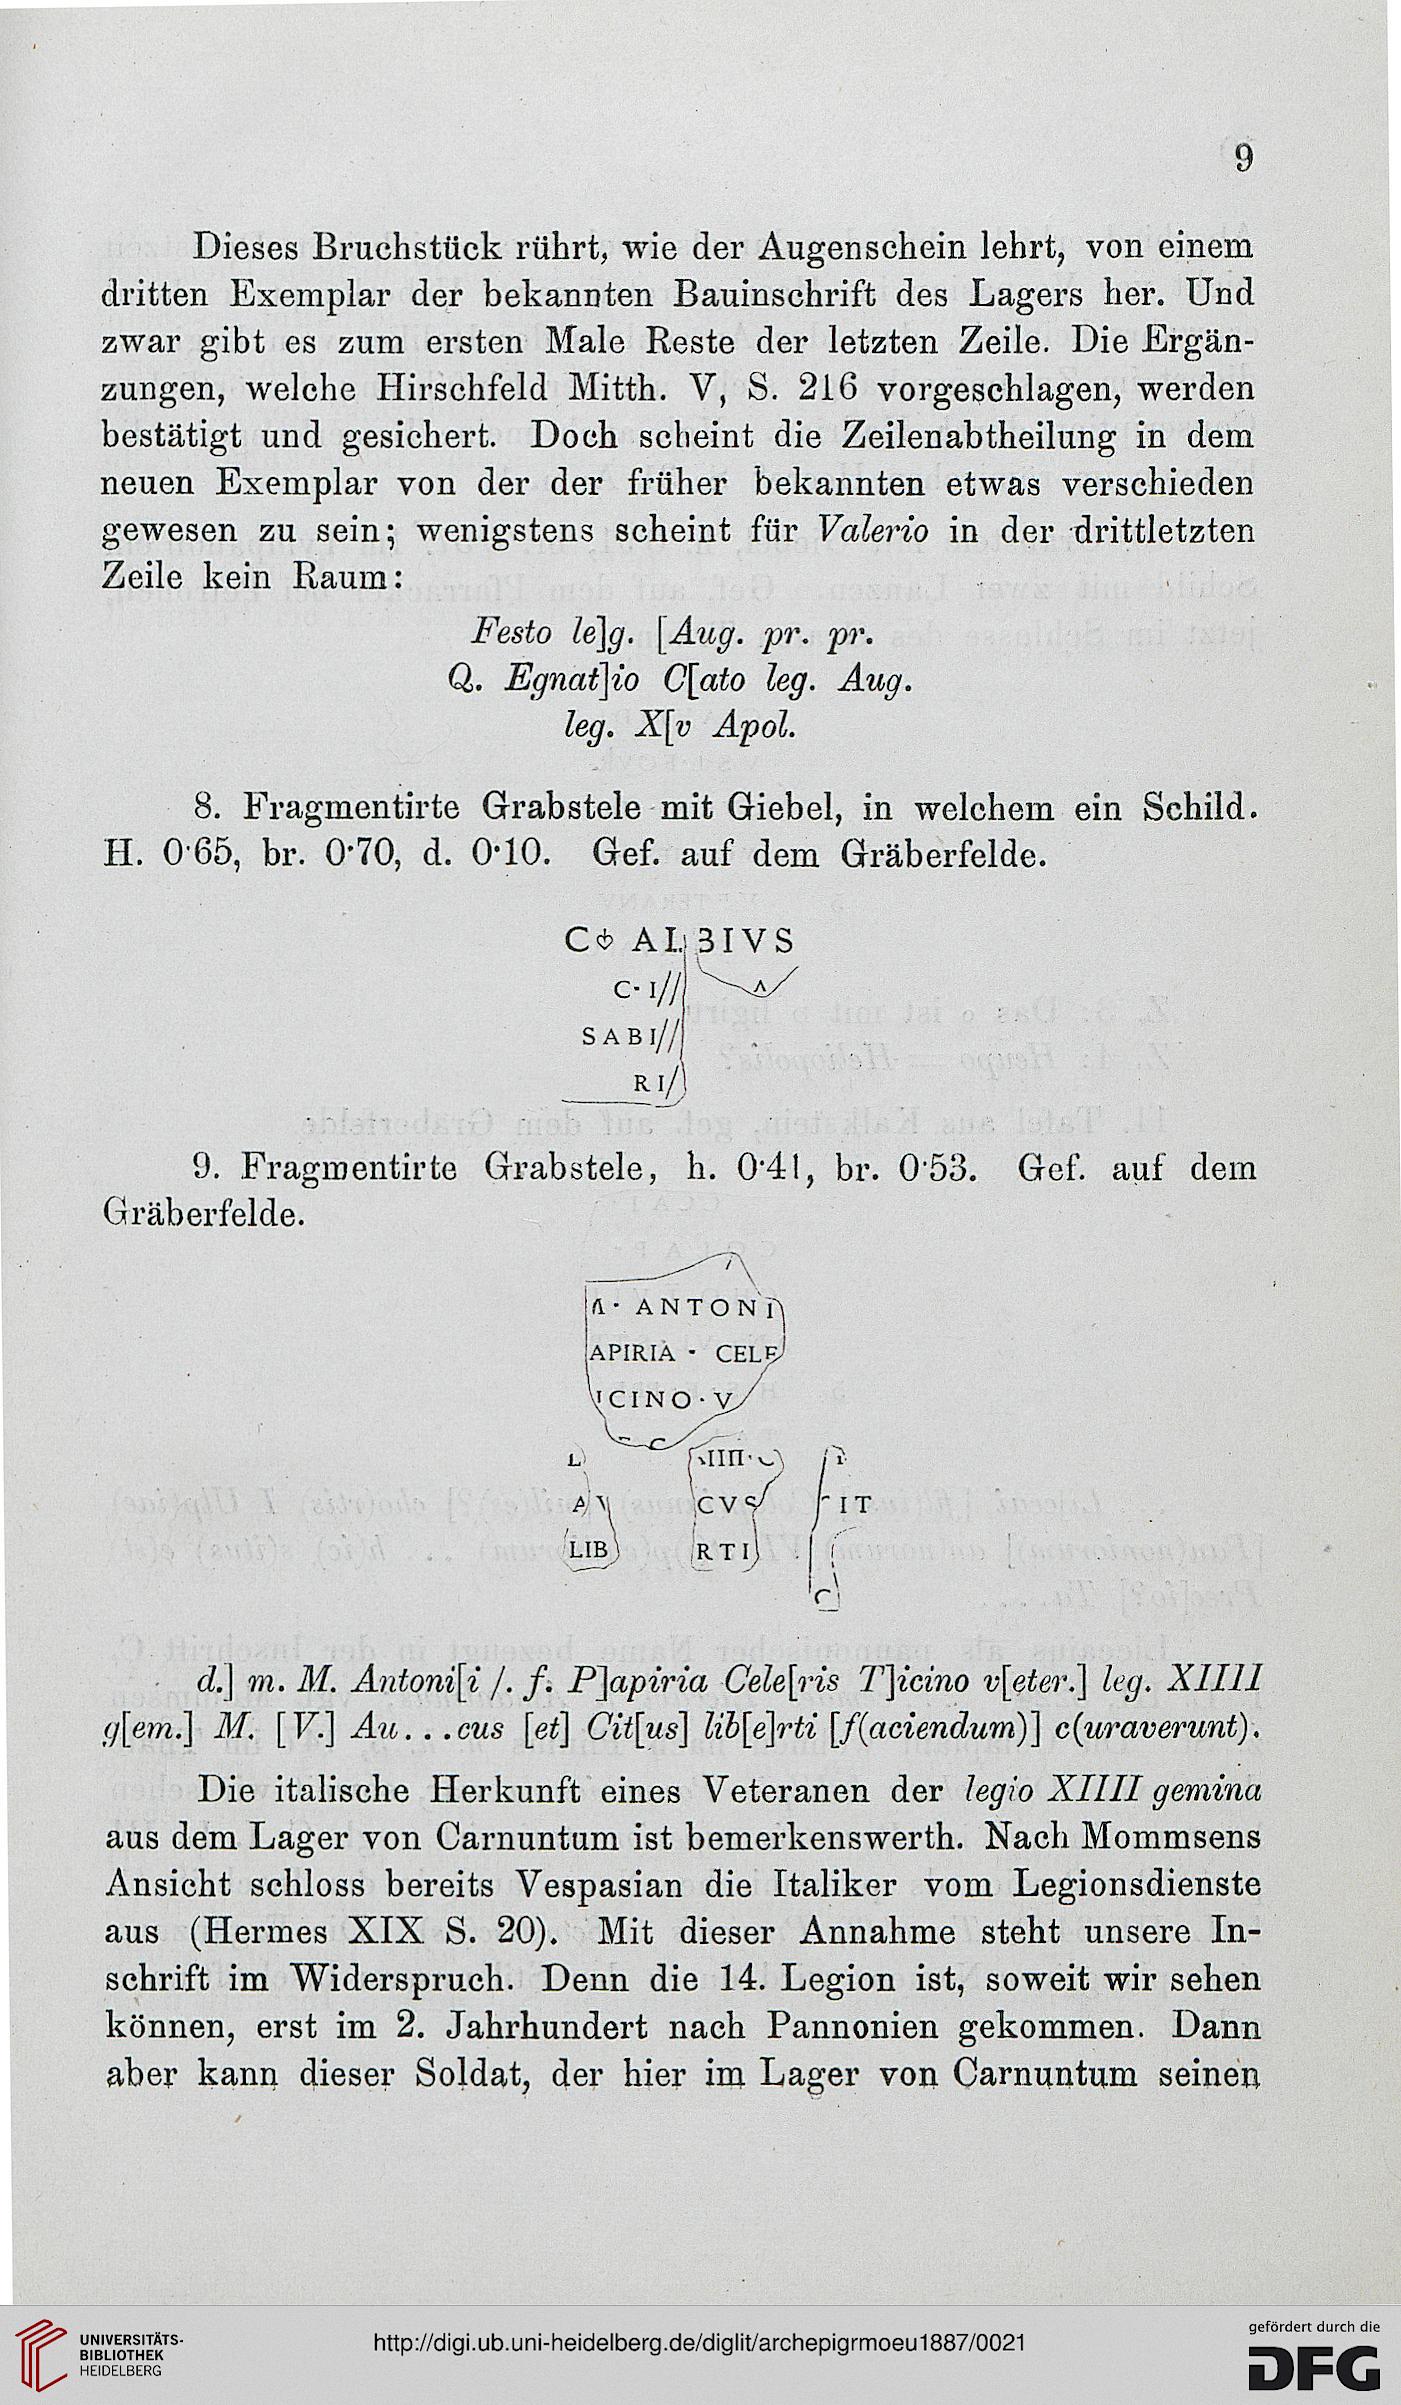 9
Dieses Bruchstück rührt, wie der Augenschein lehrt, von einem
dritten Exemplar der bekannten Bauinschrift des Lagers her. Und
zwar gibt es zum ersten Male Reste der letzten Zeile. Die Ergän-
zungen, welche Hirschfeld Mitth. V, S. 216 vorgeschlagen, werden
bestätigt und gesichert. Doch scheint die Zeilenabtheilung in dem
neuen Exemplar von der der früher bekannten etwas verschieden
gewesen zu sein; wenigstens scheint für Valerio in der drittletzten
Zeile kein Raum:
Festo le]g. [Aug. pr. pr.
Q. Egnat]io C[ato leg. Aug.
leg. X[v Apol.
8. Fragmentirte Grabstele mit Giebel, in welchem ein Schild.
H. 0·65, br. 0·70, d. 0·10. Gef. auf dem Gräberfelde.
C ALBIVS
C· I//
SABI//
RI/
9. Fragmentirte Grabstele, h. 0·41, br. 0·53. Gef. auf dem
Gräberfelde.
· ANTONI
APIRIA · CELE
ICINO·V
IIII·
CVS IT
LIB RTI
d.] m. M. Antoni[i /. f. P]apiria Cele[ris T]icino v[eter.] leg. XIIII
g[em.] M. [V.] Au...cus [et] Cit[us] lib[e]rti [f(aciendum)] c(uraverunt).
Die italische Herkunft eines Veteranen der legio XIIII gemina
aus dem Lager von Carnuntum ist bemerkenswerth. Nach Mommsens
Ansicht schloss bereits Vespasian die Italiker vom Legionsdienste
aus (Hermes XIX S. 20). Mit dieser Annahme steht unsere In-
schrift im Widerspruch. Denn die 14. Legion ist, soweit wir sehen
können, erst im 2. Jahrhundert nach Pannonien gekommen. Dann
aber kann dieser Soldat, der hier im Lager von Carnuntum seinen
UNIVERSITÄTS-
BIBLIOTHEK
HEIDELBERG
http://digi.ub.uni-heidelberg.de/diglit/archepigrmoeu1887/0021
gefördert durch die
DFG